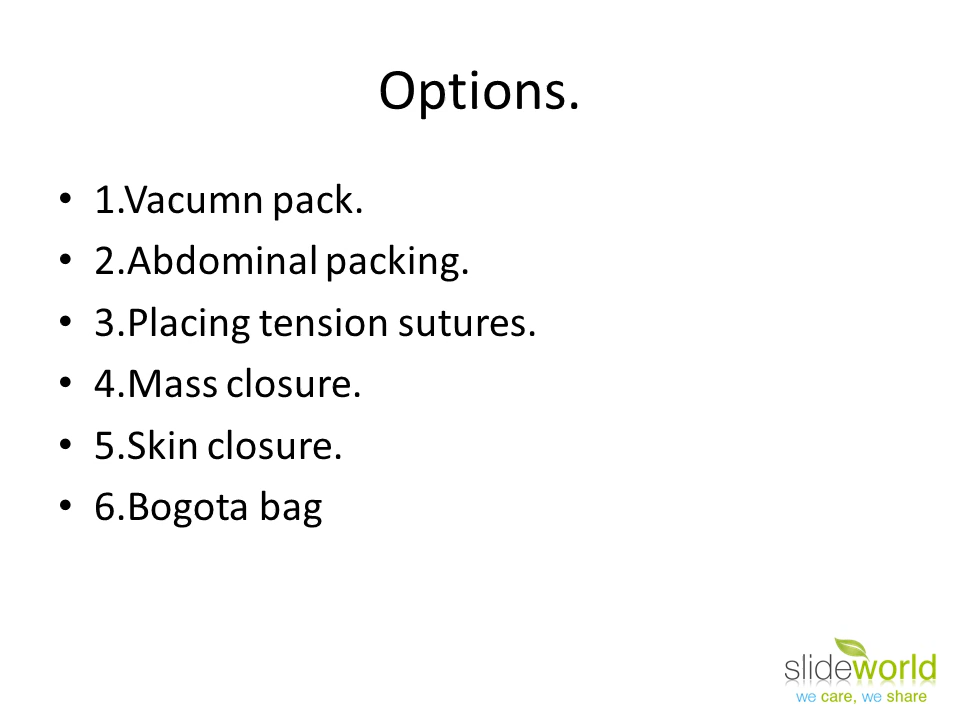 Options.
• 1.Vacumn pack.
• 2.Abdominal packing.
• 3.Placing tension sutures.
• 4.Mass closure.
• 5.Skin closure.
• 6.Bogota bag
slideworld
we care, we share